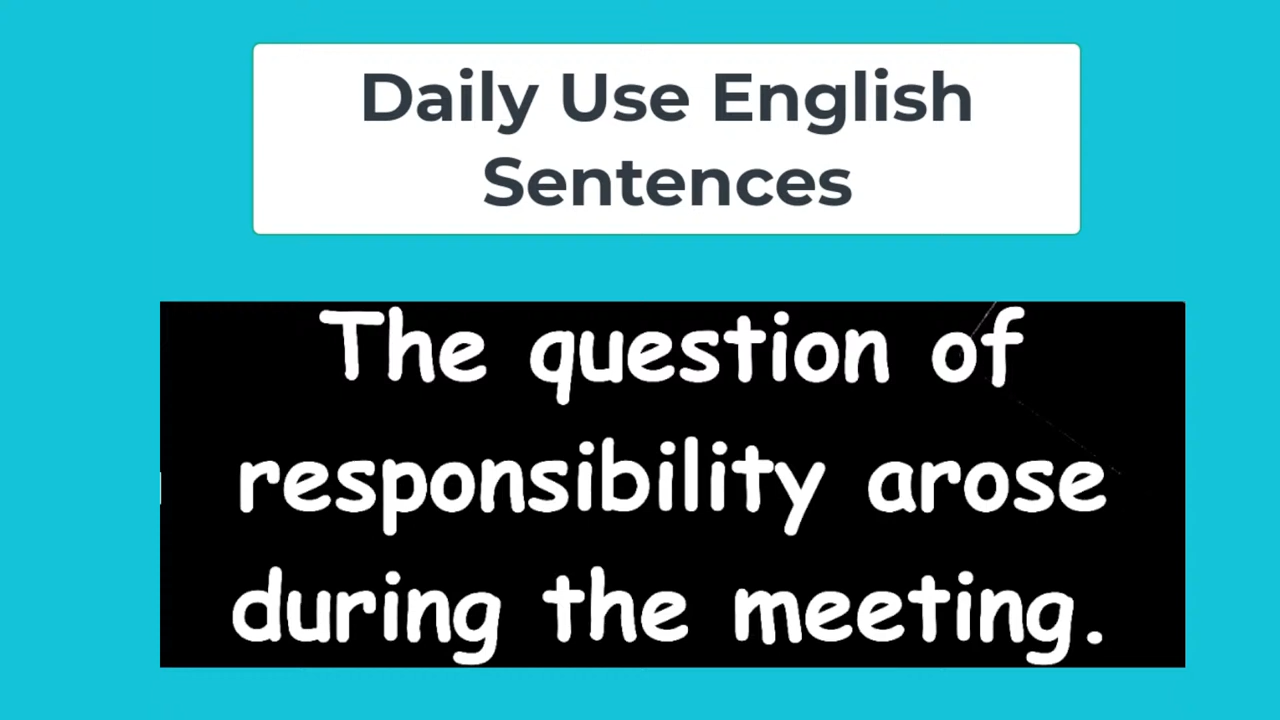 Daily Use English
Sentences
The question of
responsibility arose
during the meeting.